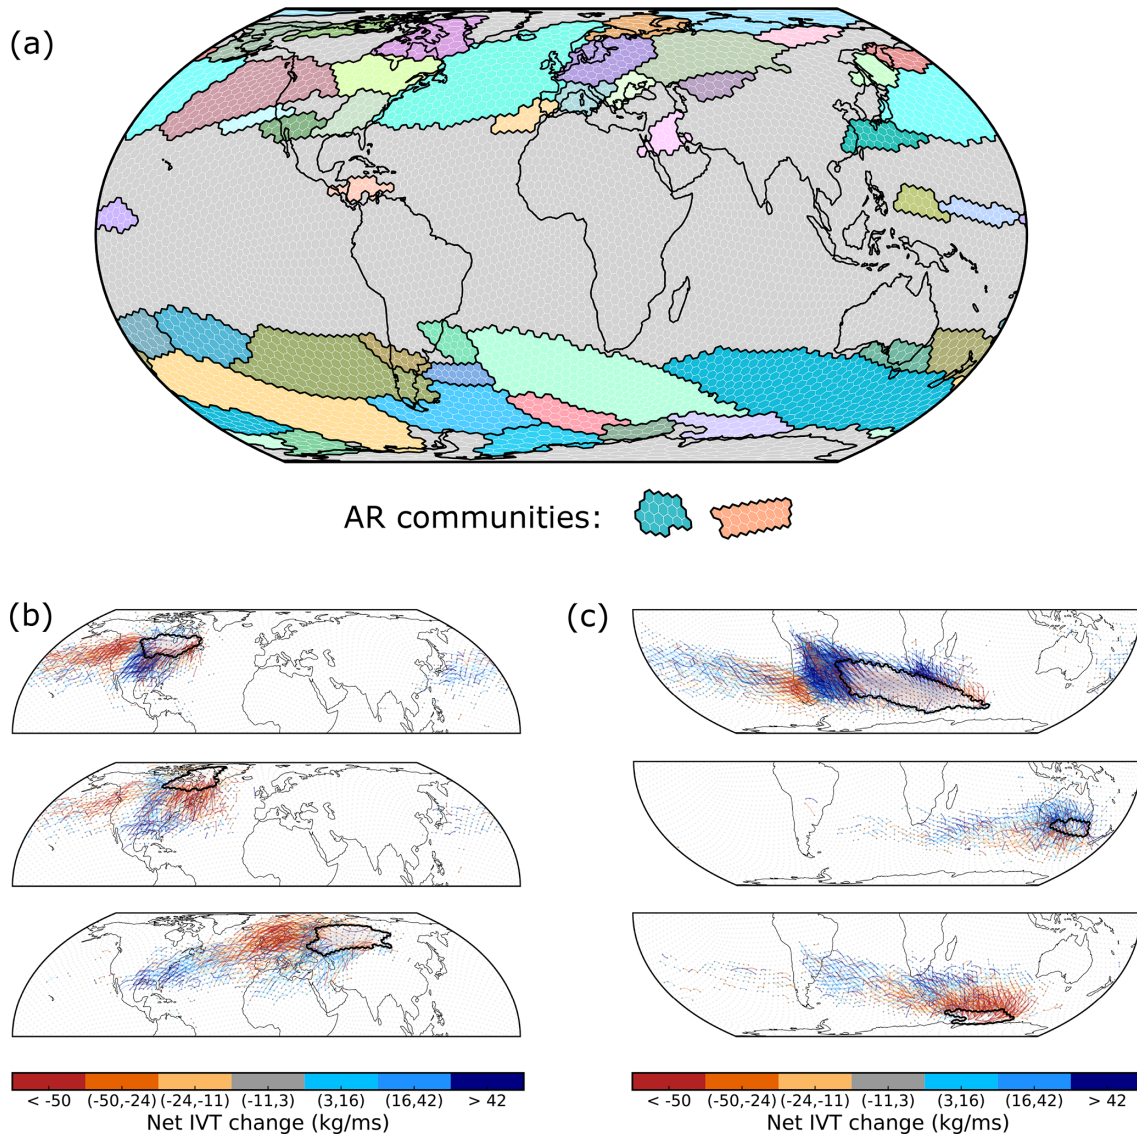 (a)
AR communities:
(b)
(c)
< -50 (-50,-24) (-24,-11) (-11,3) (3,16) (16,42) > 42
Net IVT change (kg/ms)
< -50 (-50,-24) (-24,-11) (-11,3) (3,16) (16,42) > 42
Net IVT change (kg/ms)